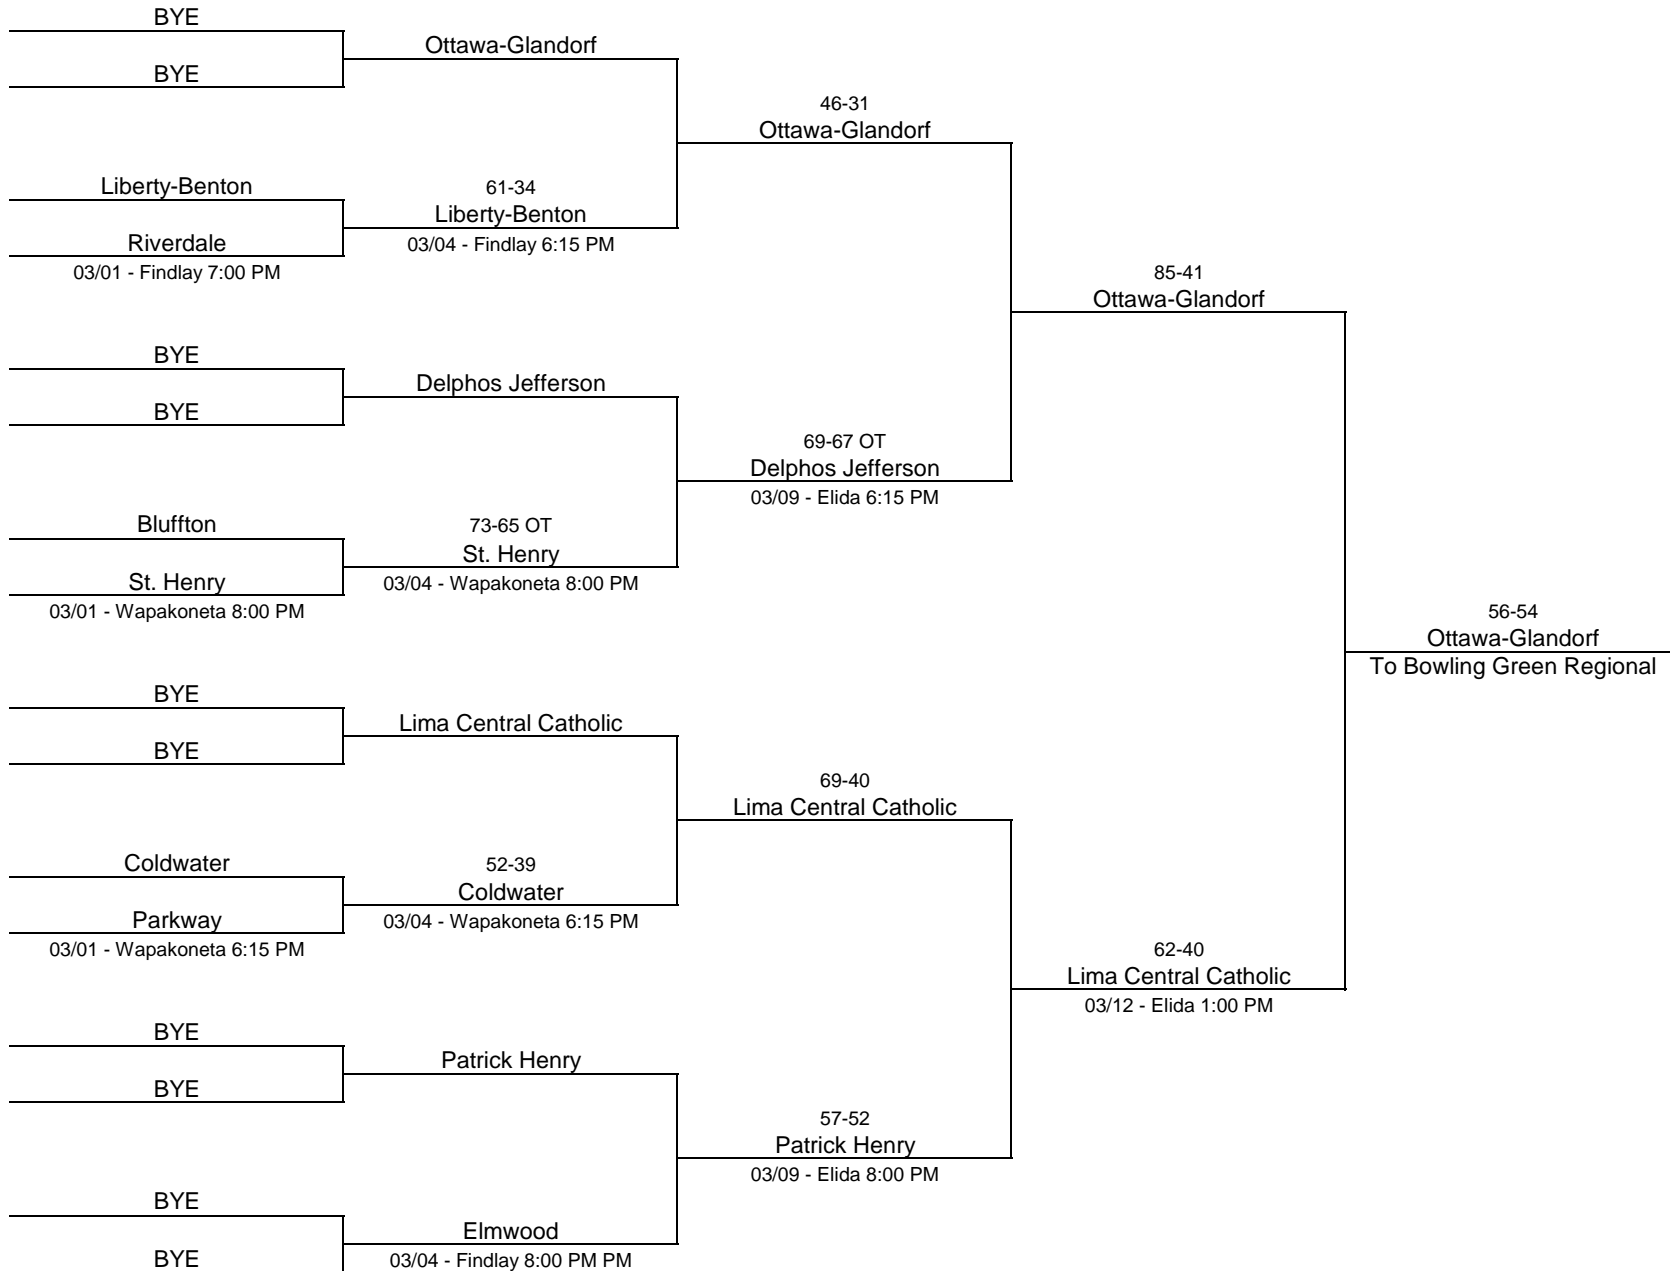 BYE
Ottawa-Glandorf
BYE
46-31
Ottawa-Glandorf
Liberty-Benton
61-34
Liberty-Benton
Riverdale
03/04 - Findlay 6:15 PM
03/01 - Findlay 7:00 PM
85-41
Ottawa-Glandorf
BYE
Delphos Jefferson
BYE
69-67 OT
Delphos Jefferson
03/09 - Elida 6:15 PM
Bluffton
73-65 OT
St. Henry
St. Henry
03/04 - Wapakoneta 8:00 PM
03/01 - Wapakoneta 8:00 PM
56-54
Ottawa-Glandorf
To Bowling Green Regional
BYE
Lima Central Catholic
BYE
69-40
Lima Central Catholic
Coldwater
52-39
Coldwater
Parkway
03/04 - Wapakoneta 6:15 PM
03/01 - Wapakoneta 6:15 PM
62-40
Lima Central Catholic
03/12 - Elida 1:00 PM
BYE
Patrick Henry
BYE
57-52
Patrick Henry
03/09 - Elida 8:00 PM
BYE
Elmwood
BYE
03/04 - Findlay 8:00 PM PM